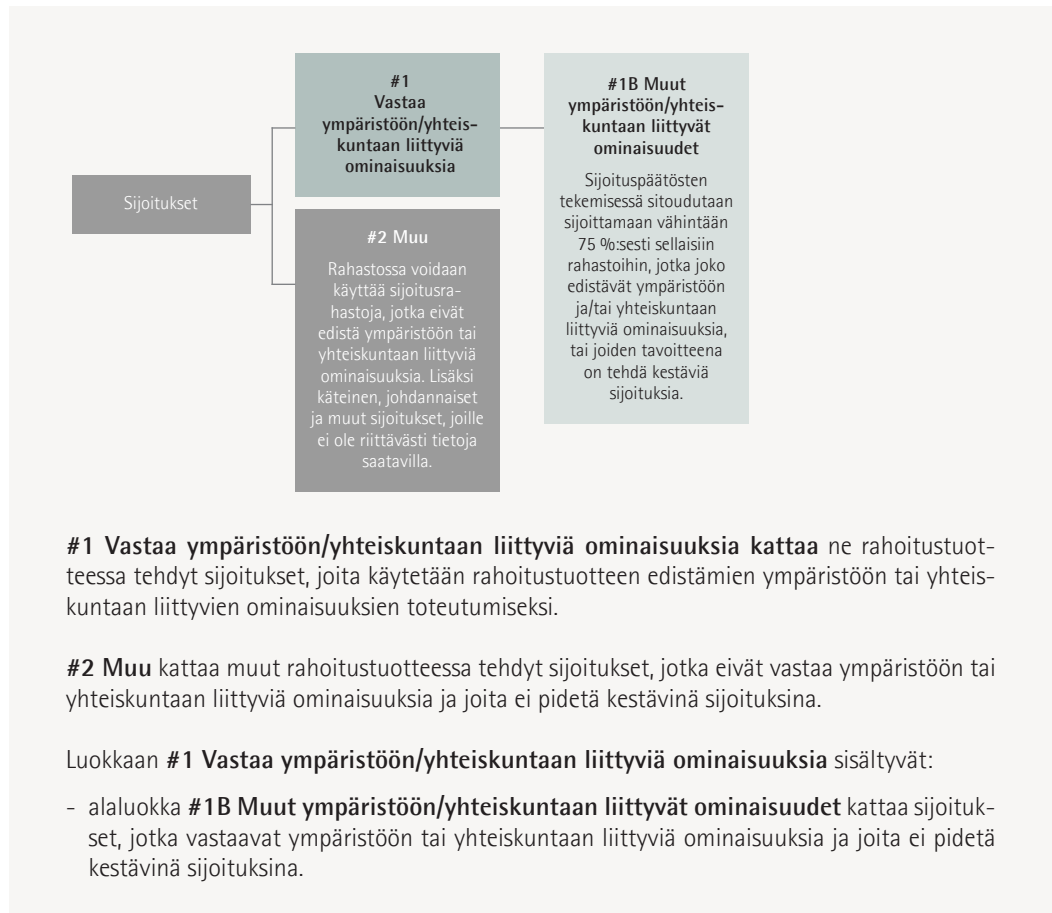 Sijoitukset
#1
Vastaa
ympäristöön/yhteis-
kuntaan liittyviä
ominaisuuksia
#2 Muu
Rahastossa voidaan
käyttää sijoitusra-
hastoja, jotka eivät
edistä ympäristöön tai
yhteiskuntaan liittyviä
ominaisuuksia. Lisäksi
käteinen, johdannaiset
ja muut sijoitukset, joille
ei ole riittävästi tietoja
saatavilla.
#1B Muut
ympäristöön/yhteis-
kuntaan liittyvät
ominaisuudet
Sijoituspäätösten
tekemisessä sitoudutaan
sijoittamaan vähintään
75 %:sesti sellaisiin
rahastoihin, jotka joko
edistävät ympäristöön
ja/tai yhteiskuntaan
liittyviä ominaisuuksia,
tai joiden tavoitteena
on tehdä kestäviä
sijoituksia.
#1 Vastaa ympäristöön/yhteiskuntaan liittyviä ominaisuuksia kattaa ne rahoitustuot-
teessa tehdyt sijoitukset, joita käytetään rahoitustuotteen edistämien ympäristöön tai yhteis-
kuntaan liittyvien ominaisuuksien toteutumiseksi.
#2 Muu kattaa muut rahoitustuotteessa tehdyt sijoitukset, jotka eivät vastaa ympäristöön tai
yhteiskuntaan liittyviä ominaisuuksia ja joita ei pidetä kestävinä sijoituksina.
Luokkaan #1 Vastaa ympäristöön/yhteiskuntaan liittyviä ominaisuuksia sisältyvät:
- alaluokka #1B Muut ympäristöön/yhteiskuntaan liittyvät ominaisuudet kattaa sijoituk-
set, jotka vastaavat ympäristöön tai yhteiskuntaan liittyviä ominaisuuksia ja joita ei pidetä
kestävinä sijoituksina.